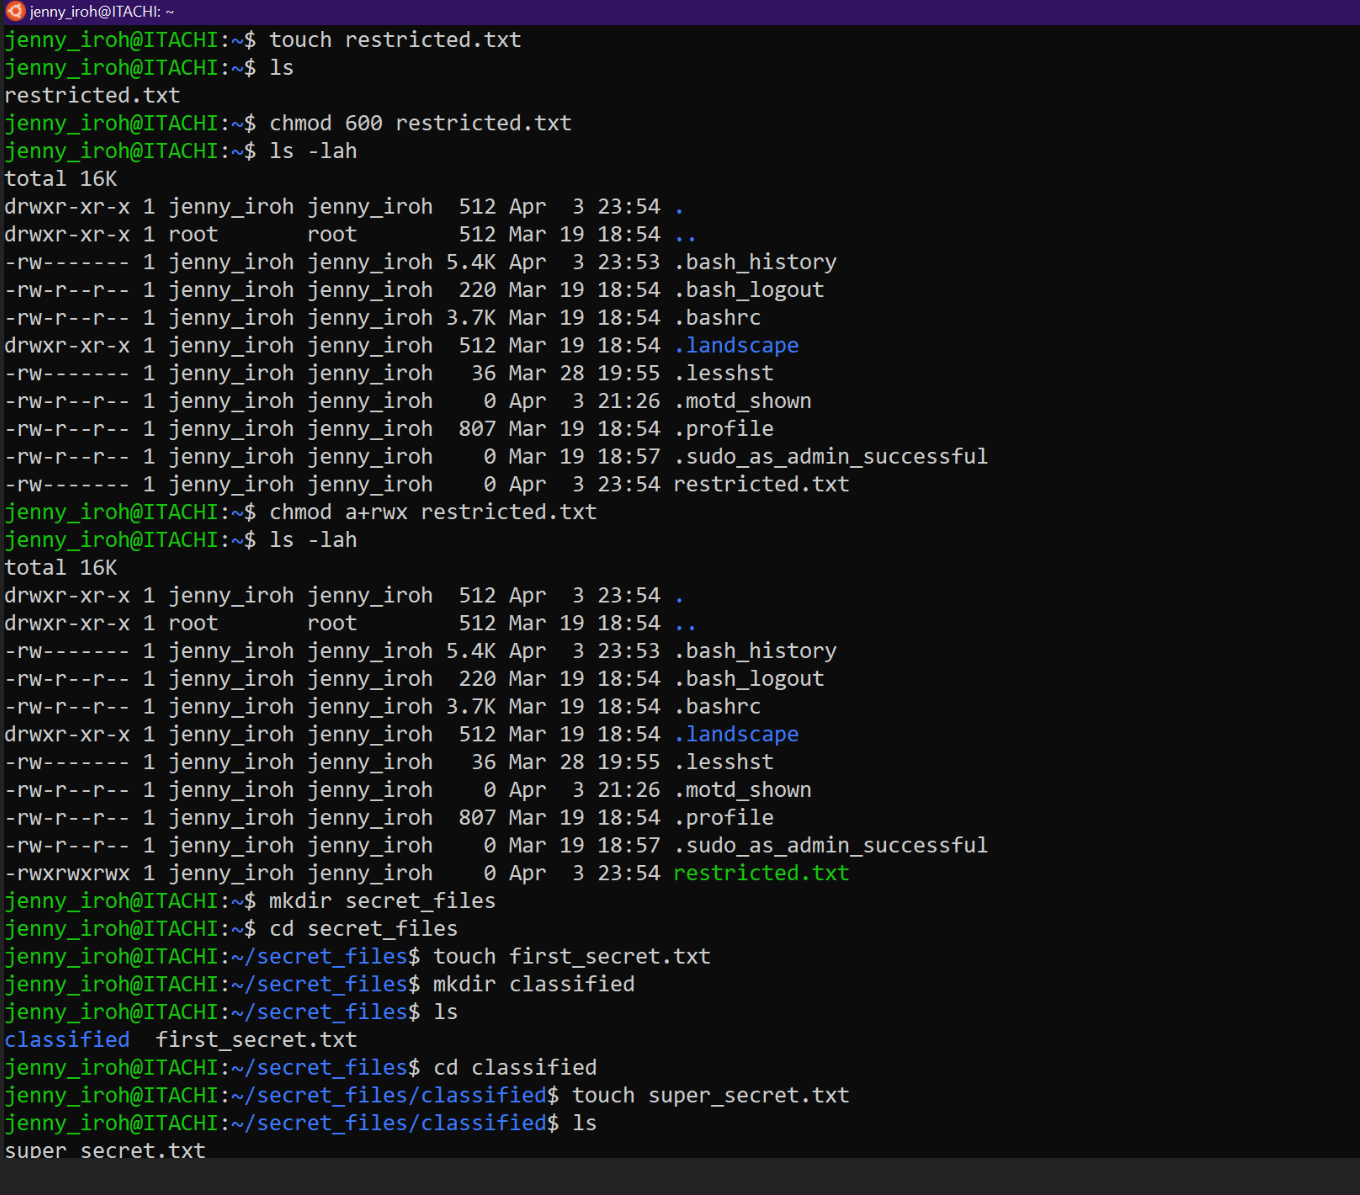 jenny_iroh@ITACHI: ~
jenny_iroh@ITACHI:~$ touch restricted.txt
jenny_iroh@ITACHI:~$ ls
restricted.txt
jenny_iroh@ITACHI:~$ chmod 600 restricted.txt
jenny_iroh@ITACHI:~$ ls -lah
total 16K
drwxr-xr-x 1 jenny_iroh jenny_iroh  512 Apr  3 23:54 .
drwxr-xr-x 1 root       root        512 Mar 19 18:54 ..
-rw------- 1 jenny_iroh jenny_iroh 5.4K Apr  3 23:53 .bash_history
-rw-r--r-- 1 jenny_iroh jenny_iroh  220 Mar 19 18:54 .bash_logout
-rw-r--r-- 1 jenny_iroh jenny_iroh 3.7K Mar 19 18:54 .bashrc
drwxr-xr-x 1 jenny_iroh jenny_iroh  512 Mar 19 18:54 .landscape
-rw------- 1 jenny_iroh jenny_iroh   36 Mar 28 19:55 .lesshst
-rw-r--r-- 1 jenny_iroh jenny_iroh    0 Apr  3 21:26 .motd_shown
-rw-r--r-- 1 jenny_iroh jenny_iroh  807 Mar 19 18:54 .profile
-rw-r--r-- 1 jenny_iroh jenny_iroh    0 Mar 19 18:57 .sudo_as_admin_successful
-rw------- 1 jenny_iroh jenny_iroh    0 Apr  3 23:54 restricted.txt
jenny_iroh@ITACHI:~$ chmod a+rwx restricted.txt
jenny_iroh@ITACHI:~$ ls -lah
total 16K
drwxr-xr-x 1 jenny_iroh jenny_iroh  512 Apr  3 23:54 .
drwxr-xr-x 1 root       root        512 Mar 19 18:54 ..
-rw------- 1 jenny_iroh jenny_iroh 5.4K Apr  3 23:53 .bash_history
-rw-r--r-- 1 jenny_iroh jenny_iroh  220 Mar 19 18:54 .bash_logout
-rw-r--r-- 1 jenny_iroh jenny_iroh 3.7K Mar 19 18:54 .bashrc
drwxr-xr-x 1 jenny_iroh jenny_iroh  512 Mar 19 18:54 .landscape
-rw------- 1 jenny_iroh jenny_iroh   36 Mar 28 19:55 .lesshst
-rw-r--r-- 1 jenny_iroh jenny_iroh    0 Apr  3 21:26 .motd_shown
-rw-r--r-- 1 jenny_iroh jenny_iroh  807 Mar 19 18:54 .profile
-rw-r--r-- 1 jenny_iroh jenny_iroh    0 Mar 19 18:57 .sudo_as_admin_successful
-rwxrwxrwx 1 jenny_iroh jenny_iroh    0 Apr  3 23:54 restricted.txt
jenny_iroh@ITACHI:~$ mkdir secret_files
jenny_iroh@ITACHI:~$ cd secret_files
jenny_iroh@ITACHI:~/secret_files$ touch first_secret.txt
jenny_iroh@ITACHI:~/secret_files$ mkdir classified
jenny_iroh@ITACHI:~/secret_files$ ls
classified  first_secret.txt
jenny_iroh@ITACHI:~/secret_files$ cd classified
jenny_iroh@ITACHI:~/secret_files/classified$ touch super_secret.txt
jenny_iroh@ITACHI:~/secret_files/classified$ ls
super_secret.txt